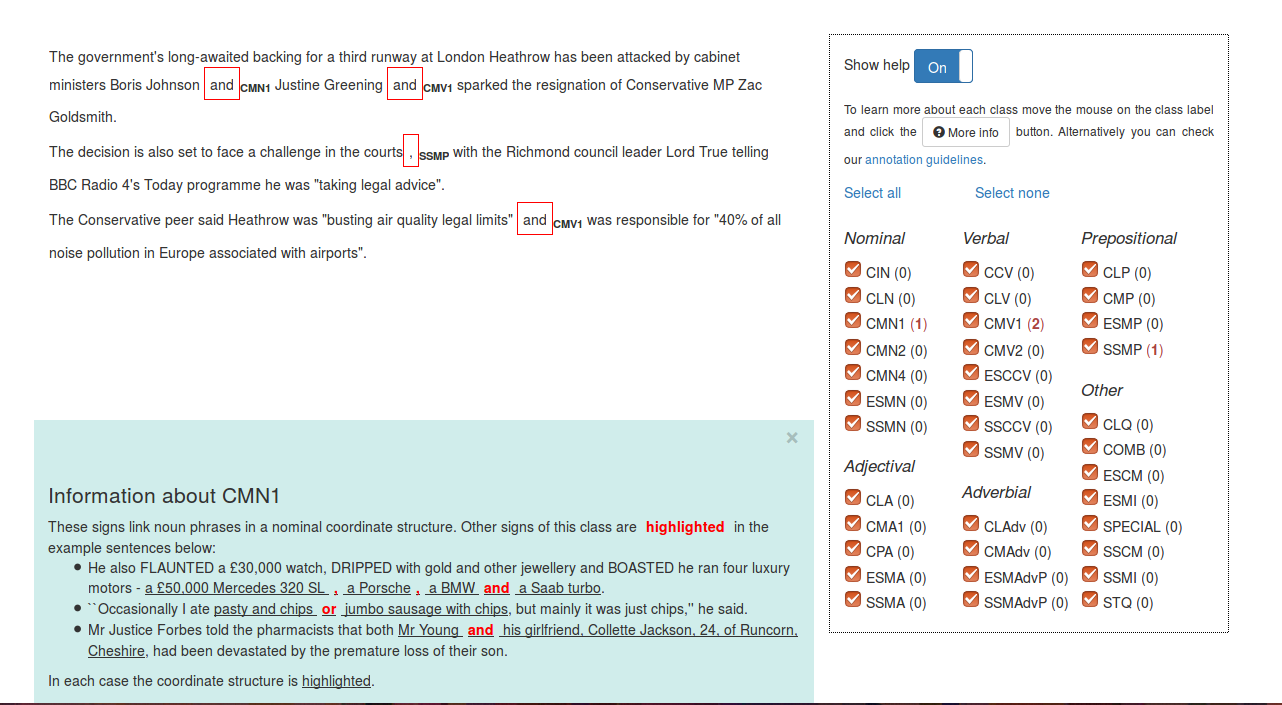 The government's long-awaited backing for a third runway at London Heathrow has been attacked by cabinet
ministers Boris Johnson and CMN1 Justine Greening and CMV1 sparked the resignation of Conservative MP Zac
Goldsmith.
The decision is also set to face a challenge in the courts , SSMP with the Richmond council leader Lord True telling
BBC Radio 4's Today programme he was "taking legal advice".
The Conservative peer said Heathrow was "busting air quality legal limits" and CMV1 was responsible for "40% of all
noise pollution in Europe associated with airports".
Information about CMN1
These signs link noun phrases in a nominal coordinate structure. Other signs of this class are highlighted in the
example sentences below:
● He also FLAUNTED a £30,000 watch, DRIPPED with gold and other jewellery and BOASTED he ran four luxury
motors - a £50,000 Mercedes 320 SL , a Porsche , a BMW and a Saab turbo.
● ``Occasionally I ate pasty and chips or jumbo sausage with chips, but mainly it was just chips,'' he said.
● Mr Justice Forbes told the pharmacists that both Mr Young and his girlfriend, Collette Jackson, 24, of Runcorn,
Cheshire, had been devastated by the premature loss of their son.
In each case the coordinate structure is highlighted.
Show help On
To learn more about each class move the mouse on the class label
and click the More info button. Alternatively you can check
our annotation guidelines.
Select all Select none
Nominal
CIN (0)
CLN (0)
CMN1 (1)
CMN2 (0)
CMN4 (0)
ESMN (0)
SSMN (0)
Adjectival
CLA (0)
CMA1 (0)
CPA (0)
ESMA (0)
SSMA (0)
Verbal
CCV (0)
CLV (0)
CMV1 (2)
CMV2 (0)
ESCCV (0)
ESMV (0)
SSCCV (0)
SSMV (0)
Adverbial
CLAdv (0)
CMAdv (0)
ESMAdvP (0)
SSMAdvP (0)
Prepositional
CLP (0)
CMP (0)
ESMP (0)
SSMP (1)
Other
CLQ (0)
COMB (0)
ESCM (0)
ESMI (0)
SPECIAL (0)
SSCM (0)
SSMI (0)
STQ (0)